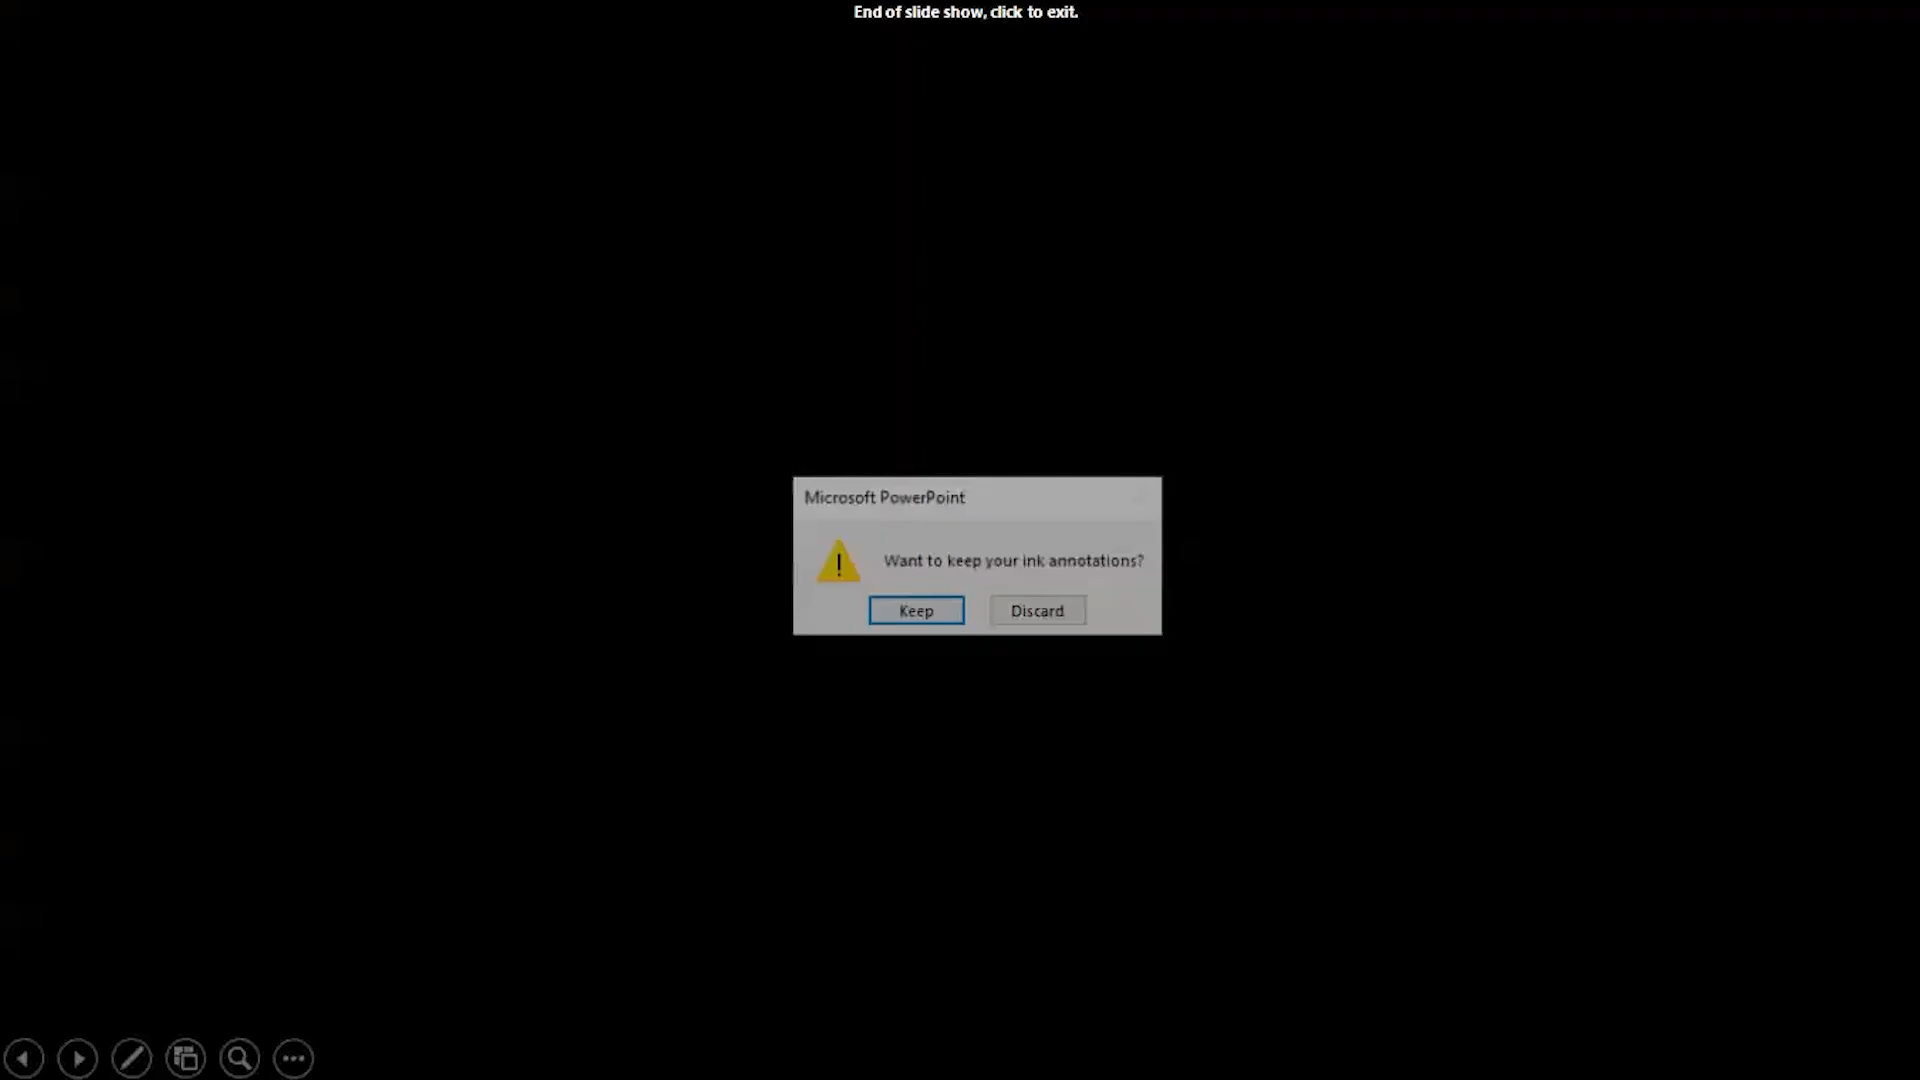 End of slide show, click to exit.
Microsoft PowerPoint
Want to keep your ink annotations?
Keep
Discard